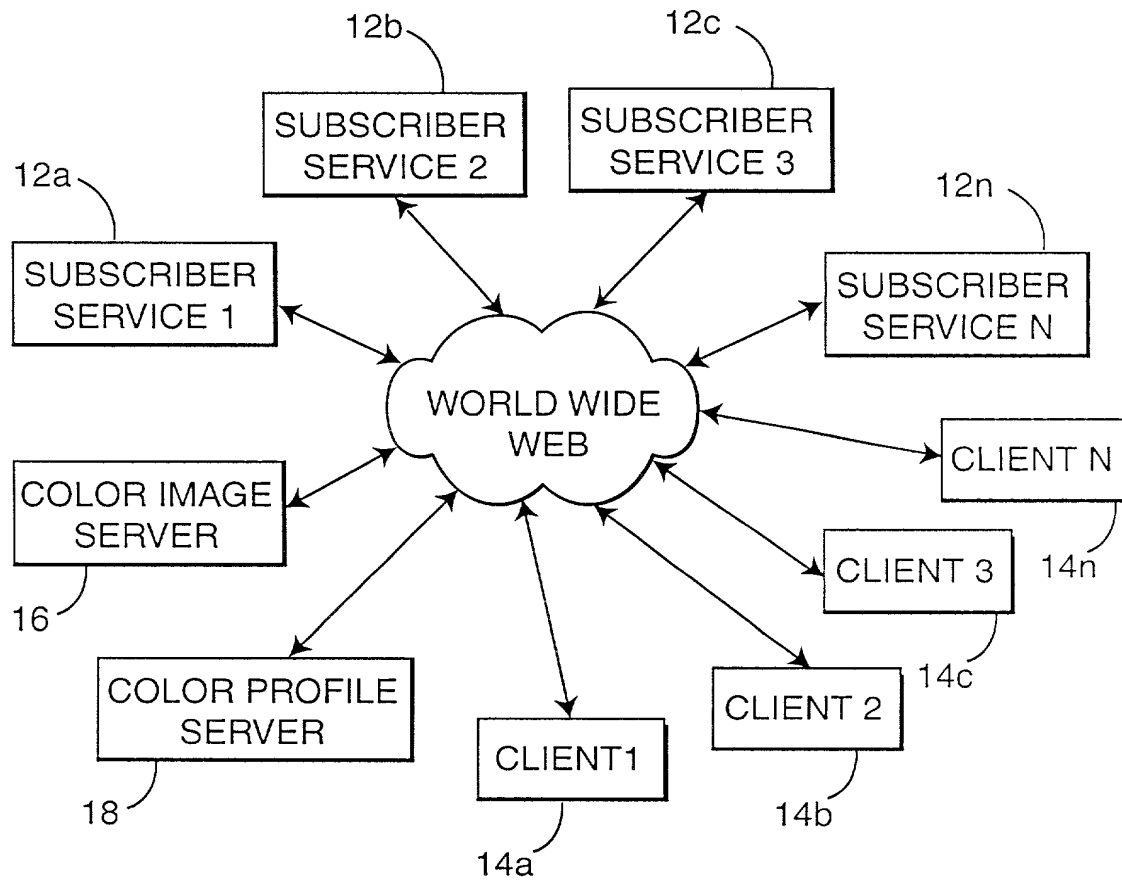 12b
12c
SUBSCRIBER
SERVICE 2
SUBSCRIBER
SERVICE 3
12a
12n
SUBSCRIBER
SERVICE 1
SUBSCRIBER
SERVICE N
WORLD WIDE
WEB
CLIENT N
14n
COLOR IMAGE
SERVER
16
CLIENT 3
14c
COLOR PROFILE
SERVER
18
CLIENT 2
14b
CLIENT1
14a